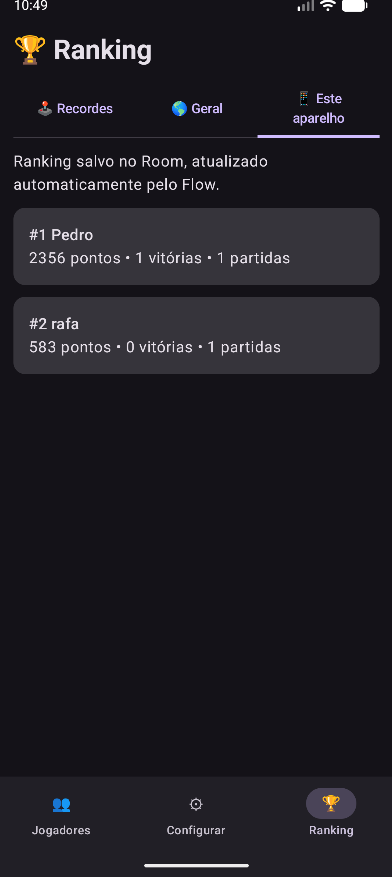 10:49
🏆 Ranking
🕹️ Recordes
🌎 Geral
📱 Este
aparelho
Ranking salvo no Room, atualizado
automaticamente pelo Flow.
#1 Pedro
2356 pontos • 1 vitórias • 1 partidas
#2 rafa
583 pontos • 0 vitórias • 1 partidas
Jogadores
Configurar
Ranking